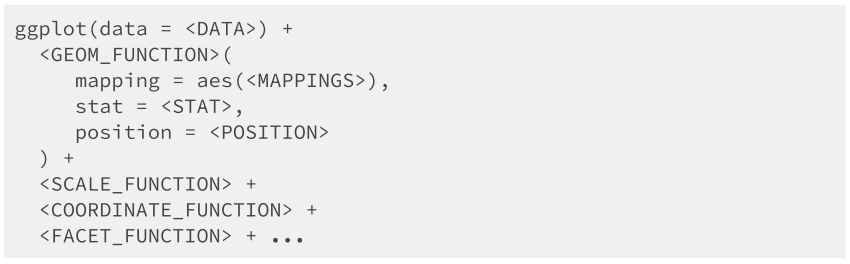 ggplot(data = <DATA>) +
  <GEOM_FUNCTION>(
     mapping = aes(<MAPPINGS>),
     stat = <STAT>,
     position = <POSITION>
  ) +
  <SCALE_FUNCTION> +
  <COORDINATE_FUNCTION> +
  <FACET_FUNCTION> + ...